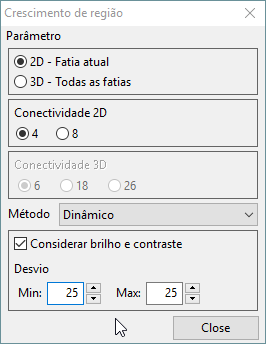 Crescimento de região
Parâmetro
2D - Fatia atual
3D - Todas as fatias
Conectividade 2D
4 8
Conectividade 3D
6 18 26
Método Dinâmico
Considerar brilho e contraste
Desvio
Min: 25 Max: 25
Close